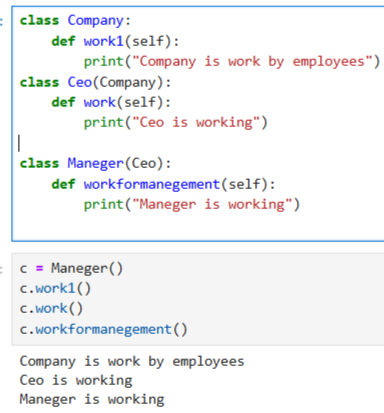 class Company:
    def work1(self):
        print("Company is work by employees")
class Ceo(Company):
    def work(self):
        print("Ceo is working")
class Maneger(Ceo):
    def workformanegement(self):
        print("Maneger is working")
c = Maneger()
c.work1()
c.work()
c.workformanegement()
Company is work by employees
Ceo is working
Maneger is working